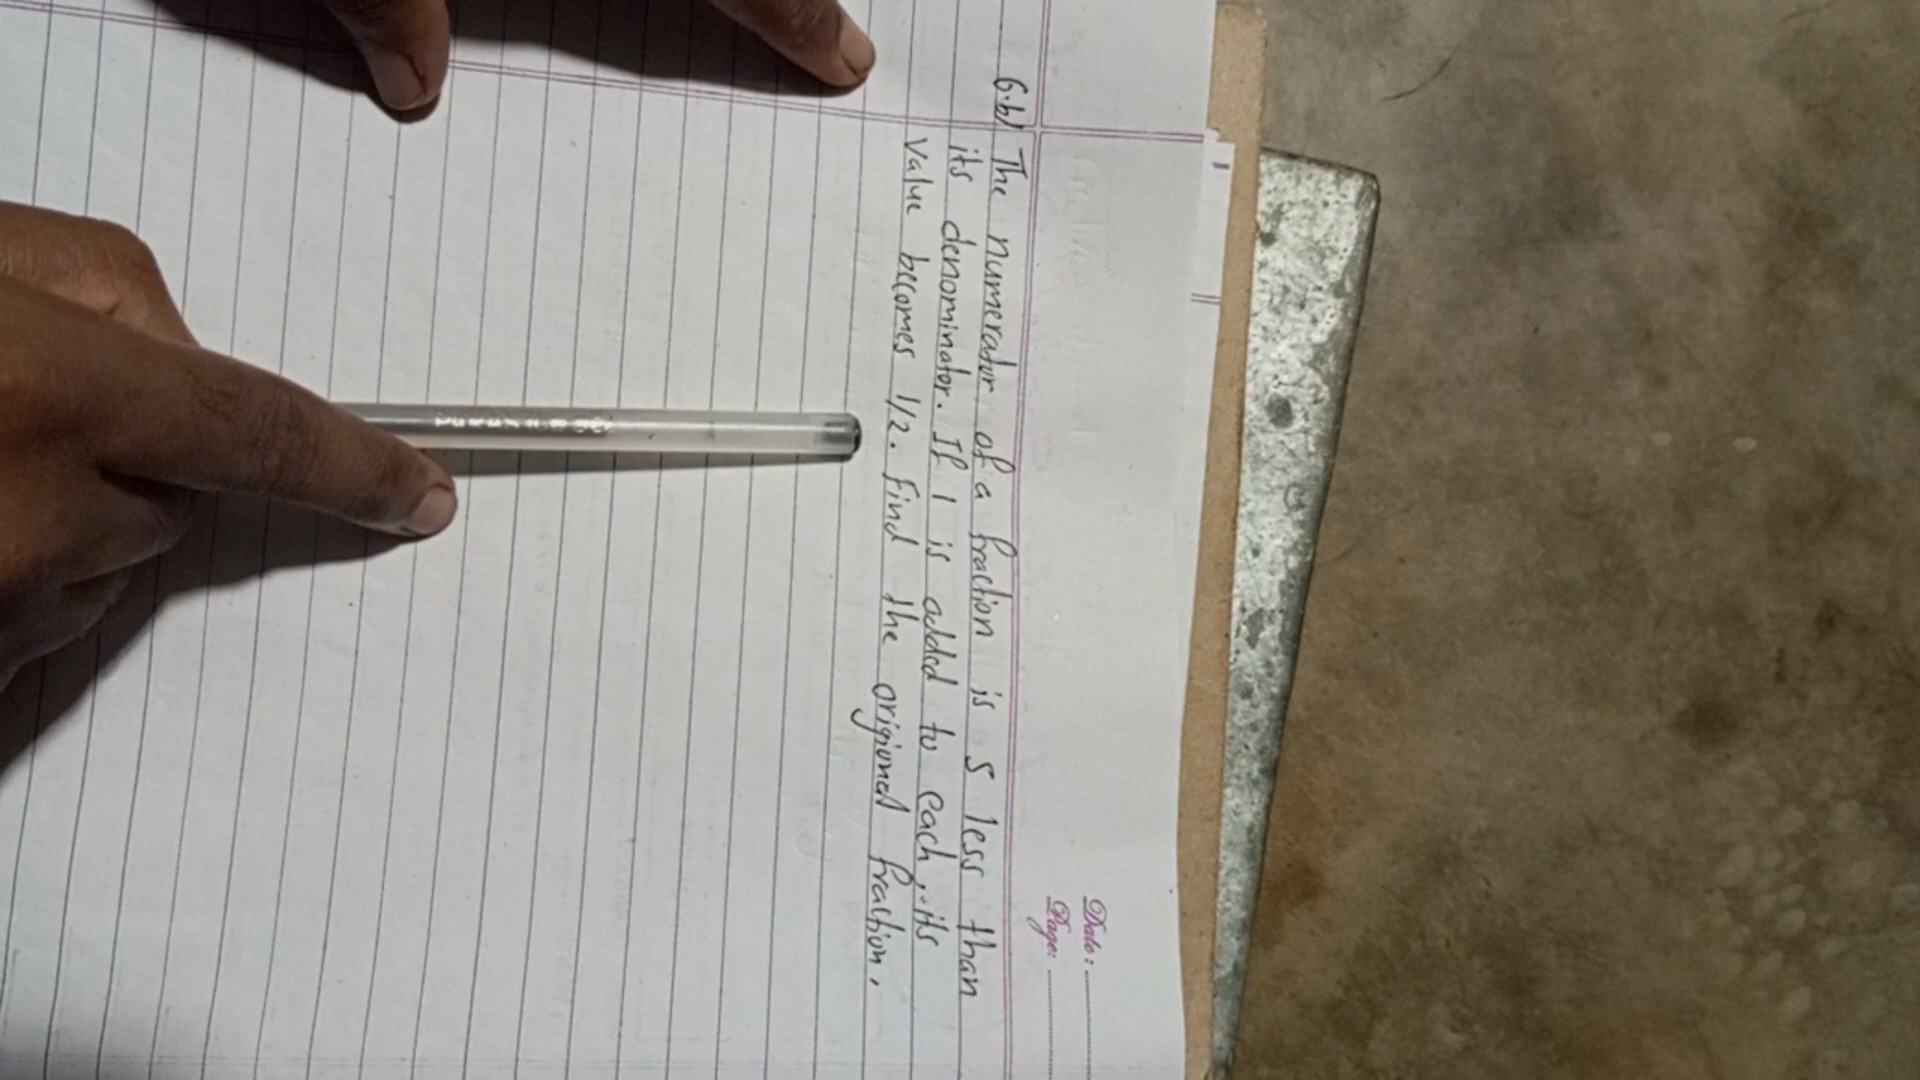 Date:
Page:
6.b) The numerator of a fraction is 5 less than
its denominator. If 1 is added to each, its
value becomes 1/2. Find the origional fraction.